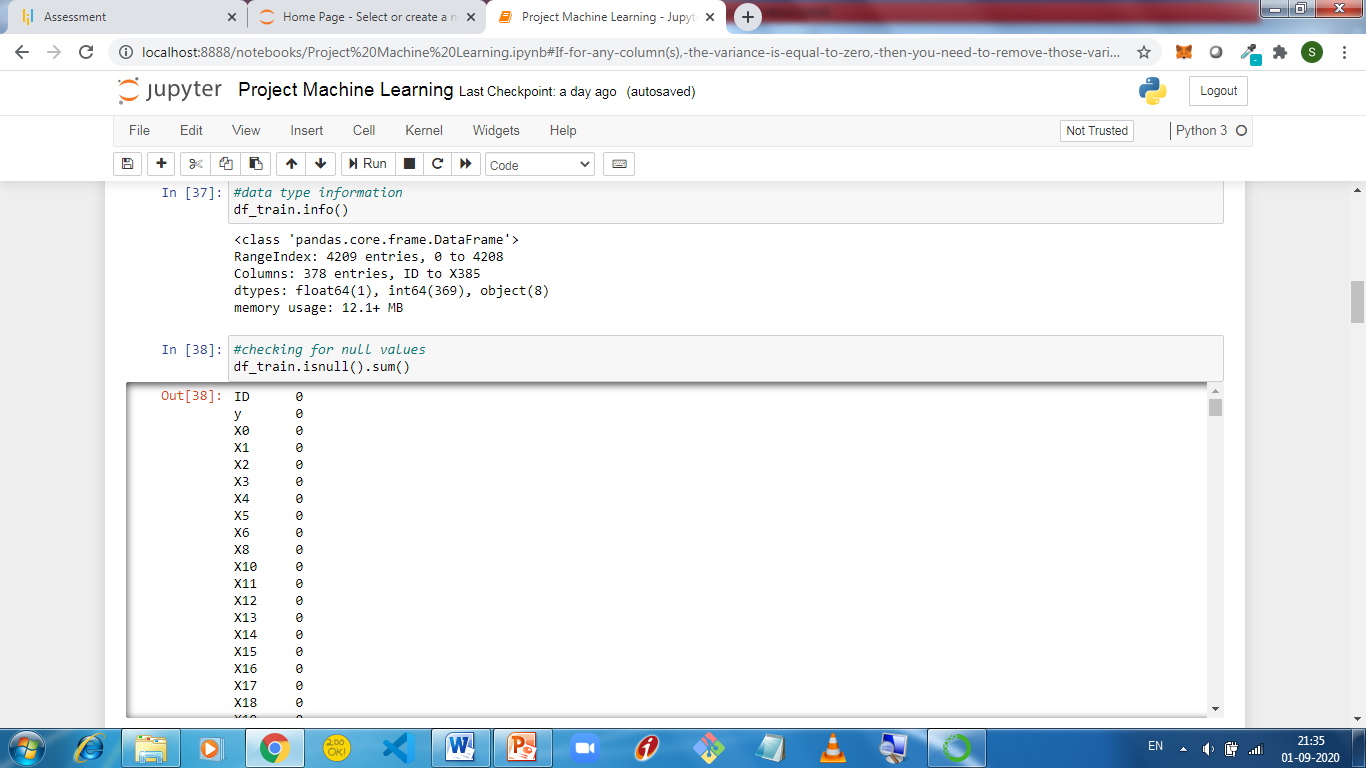 Assessment
Home Page - Select or create a n
Project Machine Learning - Jupyt
localhost:8888/notebooks/Project%20Machine%20Learning.ipynb#If-for-any-column(s),-the-variance-is-equal-to-zero,-then-you-need-to-remove-those-vari...
S
jupyter Project Machine Learning Last Checkpoint: a day ago (autosaved)
Logout
File Edit View Insert Cell Kernel Widgets Help
Not Trusted
Python 3
Run
Code
In [37]: #data type information
df_train.info()
<class 'pandas.core.frame.DataFrame'>
RangeIndex: 4209 entries, 0 to 4208
Columns: 378 entries, ID to X385
dtypes: float64(1), int64(369), object(8)
memory usage: 12.1+ MB
In [38]: #checking for null values
df_train.isnull().sum()
Out[38]: ID 0
y 0
X0 0
X1 0
X2 0
X3 0
X4 0
X5 0
X6 0
X8 0
X10 0
X11 0
X12 0
X13 0
X14 0
X15 0
X16 0
X17 0
X18 0
X19 0
200 OK!
EN
21:35
01-09-2020